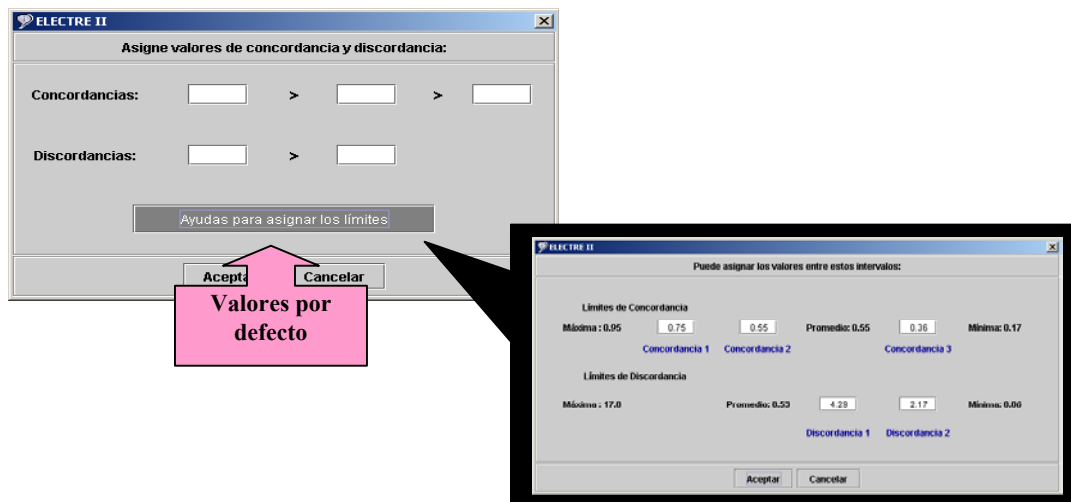 ELECTRE II
Asigne valores de concordancia y discordancia:
Concordancias: > >
Discordancias: >
Ayudas para asignar los límites
Acepta Cancelar
Valores por
defecto
ELECTRE II
Puede asignar los valores entre estos intervalos:
Límites de Concordancia
Máxima : 0.95 0.75 0.55 Promedio: 0.55 0.36 Mínima: 0.17
Concordancia 1 Concordancia 2 Concordancia 3
Límites de Discordancia
Máxima : 17.0 Promedio: 8.53 4.29 2.17 Mínima: 0.06
Discordancia 1 Discordancia 2
Aceptar Cancelar